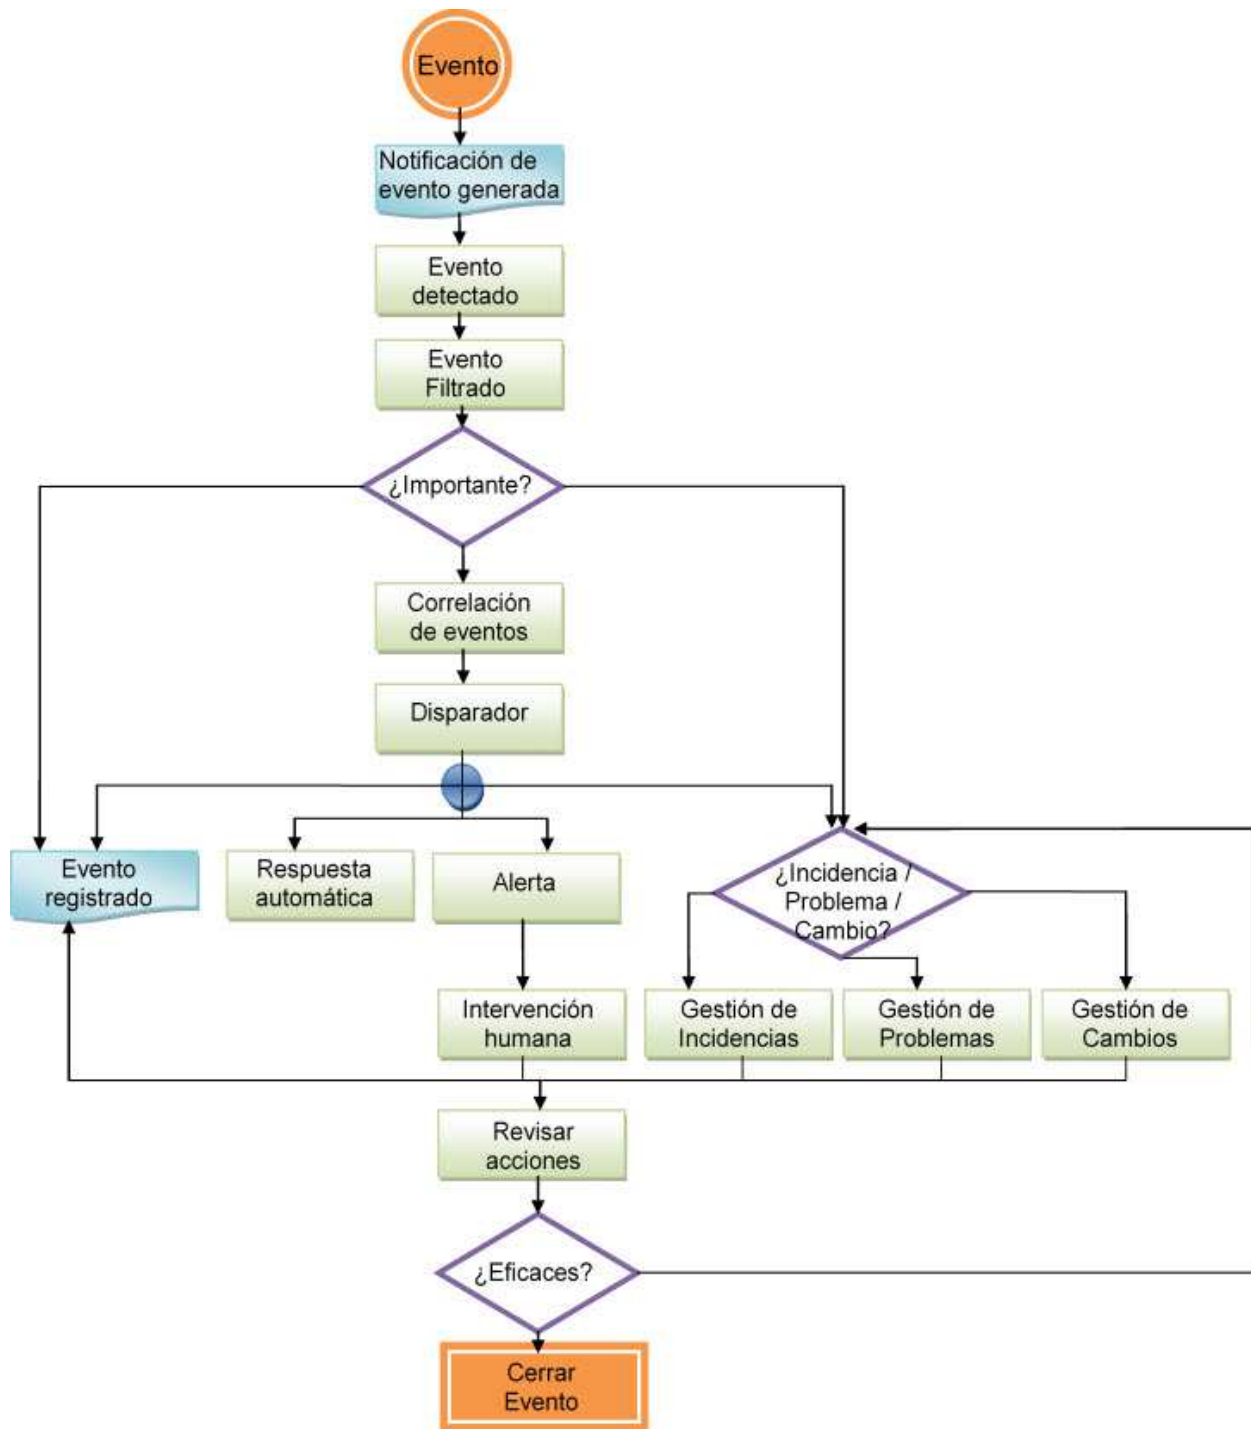 Evento
Notificación de
evento generada
Evento
detectado
Evento
Filtrado
¿Importante?
Correlación
de eventos
Disparador
Evento
registrado
Respuesta
automática
Alerta
¿Incidencia /
Problema /
Cambio?
Intervención
humana
Gestión de
Incidencias
Gestión de
Problemas
Gestión de
Cambios
Revisar
acciones
¿Eficaces?
Cerrar
Evento